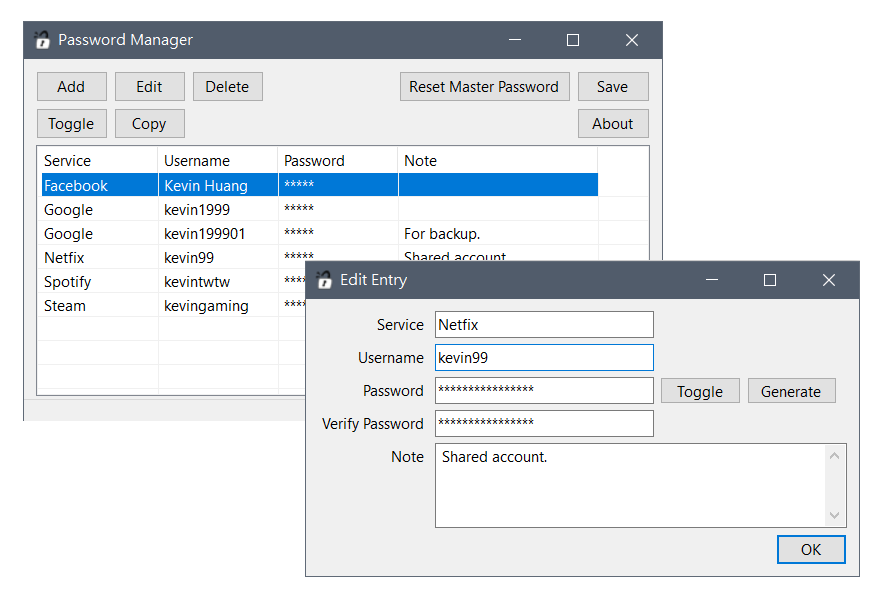 Password Manager
Add Edit Delete Reset Master Password Save
Toggle Copy About
Service Username Password Note
Facebook Kevin Huang *****
Google kevin1999 *****
Google kevin199901 ***** For backup.
Netfix kevin99 ***** Shared account.
Spotify kevintwtw ****
Steam kevingaming ****
Edit Entry
Service Netfix
Username kevin99
Password **************** Toggle Generate
Verify Password ****************
Note Shared account.
OK